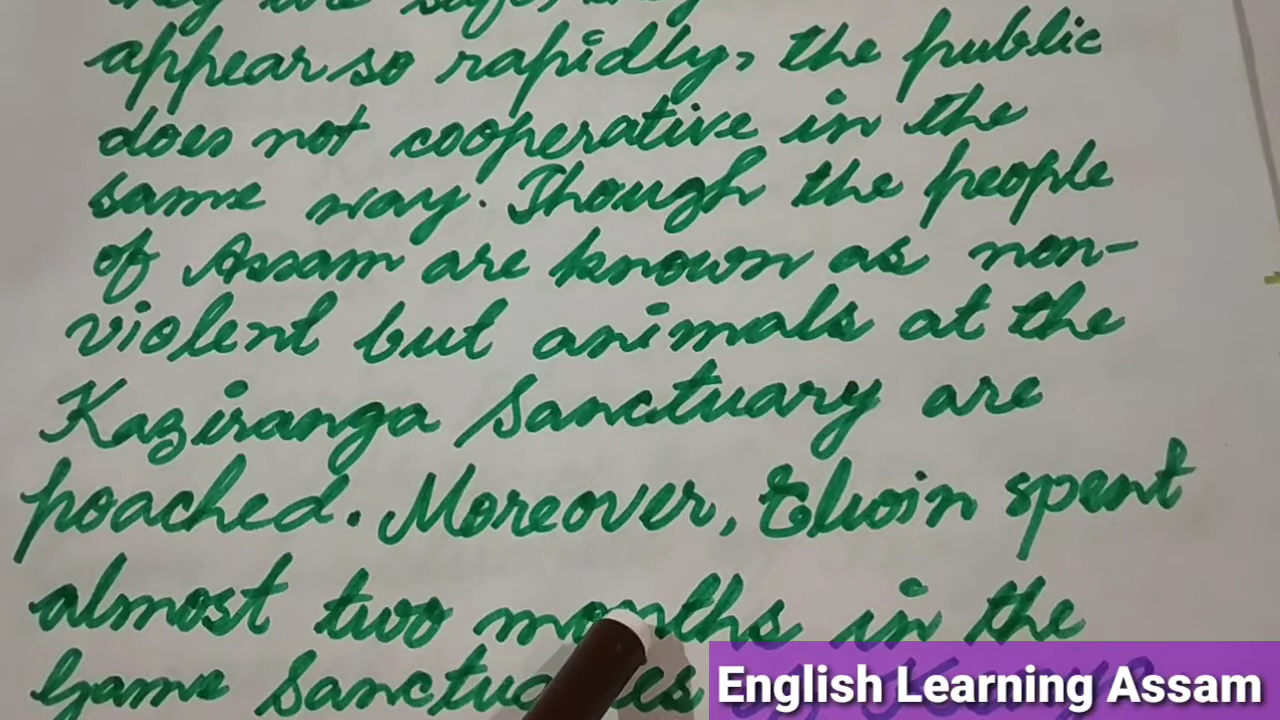 they are
appear so rapidly, the public
does not cooperative in the
same way. Though the people
of Assam are known as non-
violent but animals at the
Kaziranga Sanctuary are
poached. Moreover, Elwin spent
almost two months in the
Game Sanctuaries
English Learning Assam